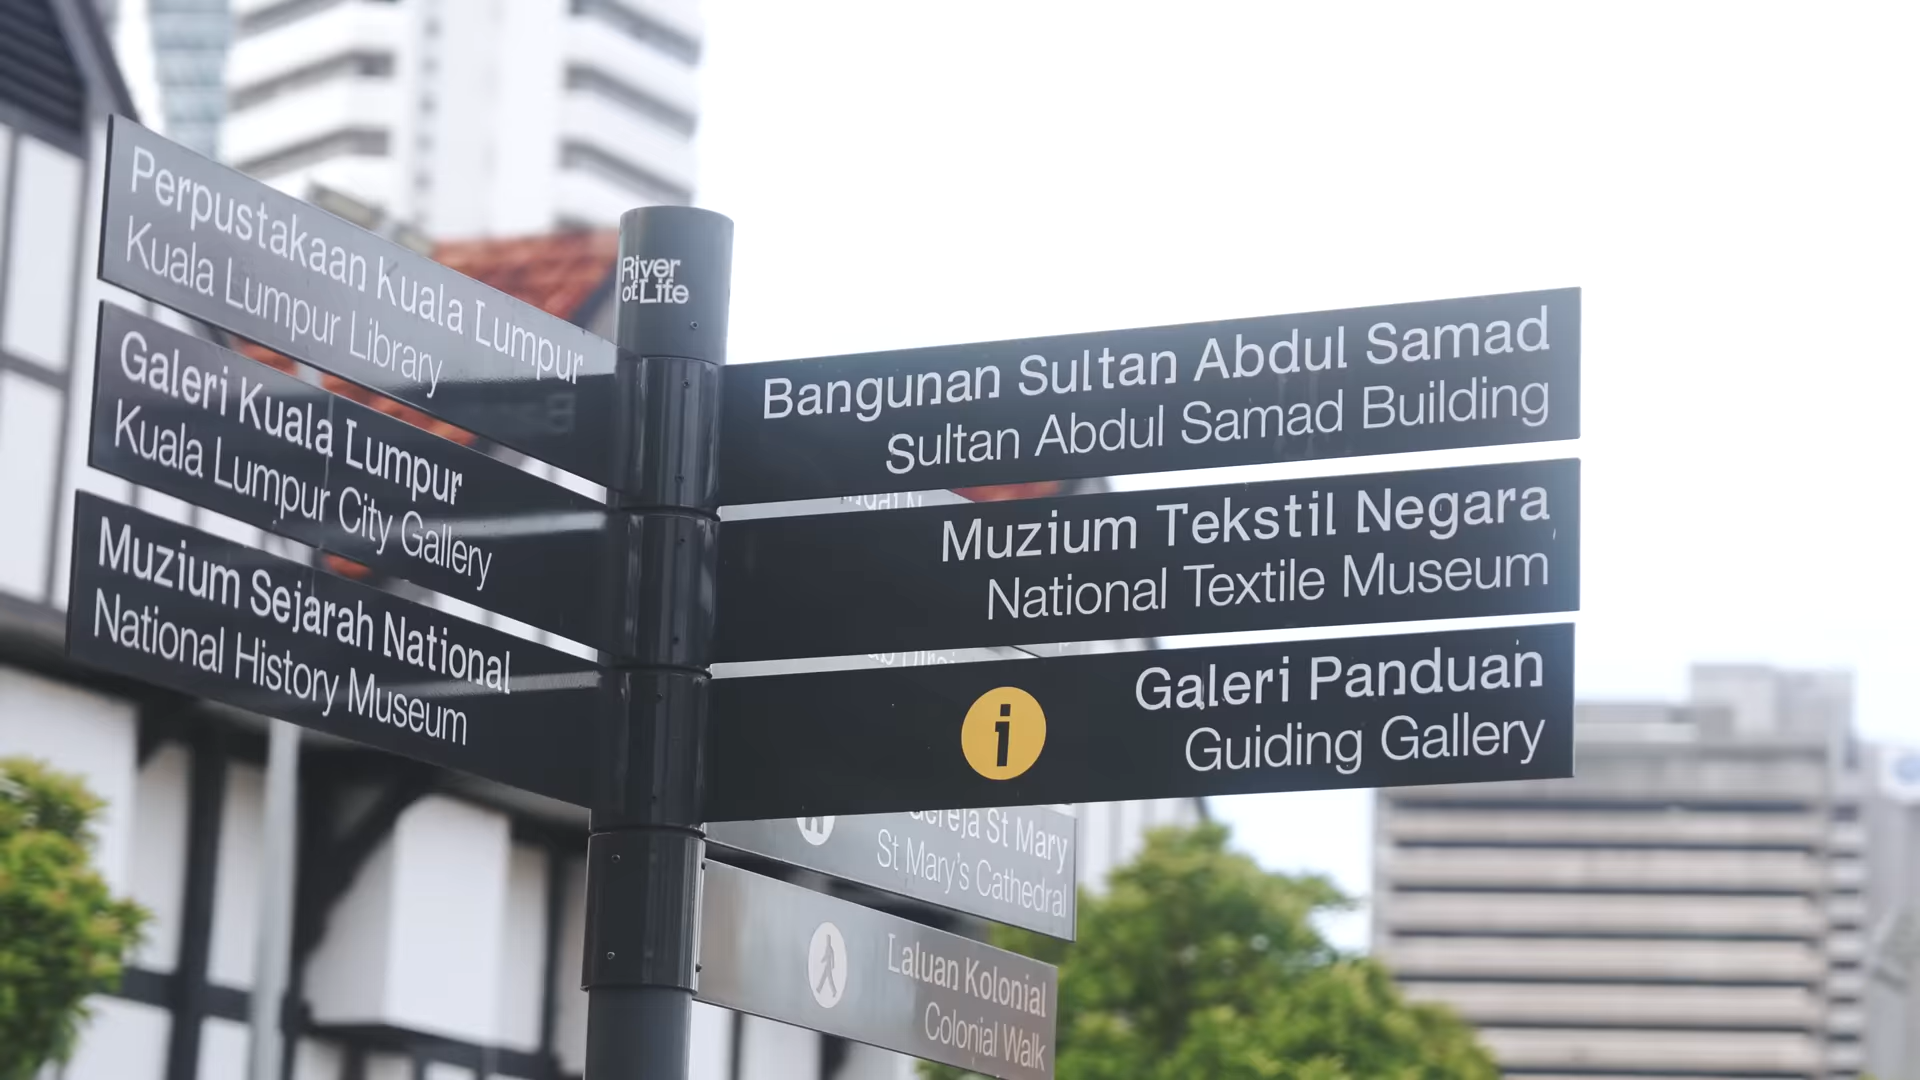 River
of Life
Perpustakaan Kuala Lumpur
Kuala Lumpur Library
Galeri Kuala Lumpur
Kuala Lumpur City Gallery
Muzium Sejarah National
National History Museum
Bangunan Sultan Abdul Samad
Sultan Abdul Samad Building
Muzium Tekstil Negara
National Textile Museum
i
Galeri Panduan
Guiding Gallery
St Mary
St Mary's Cathedral
Laluan Kolonial
Colonial Walk